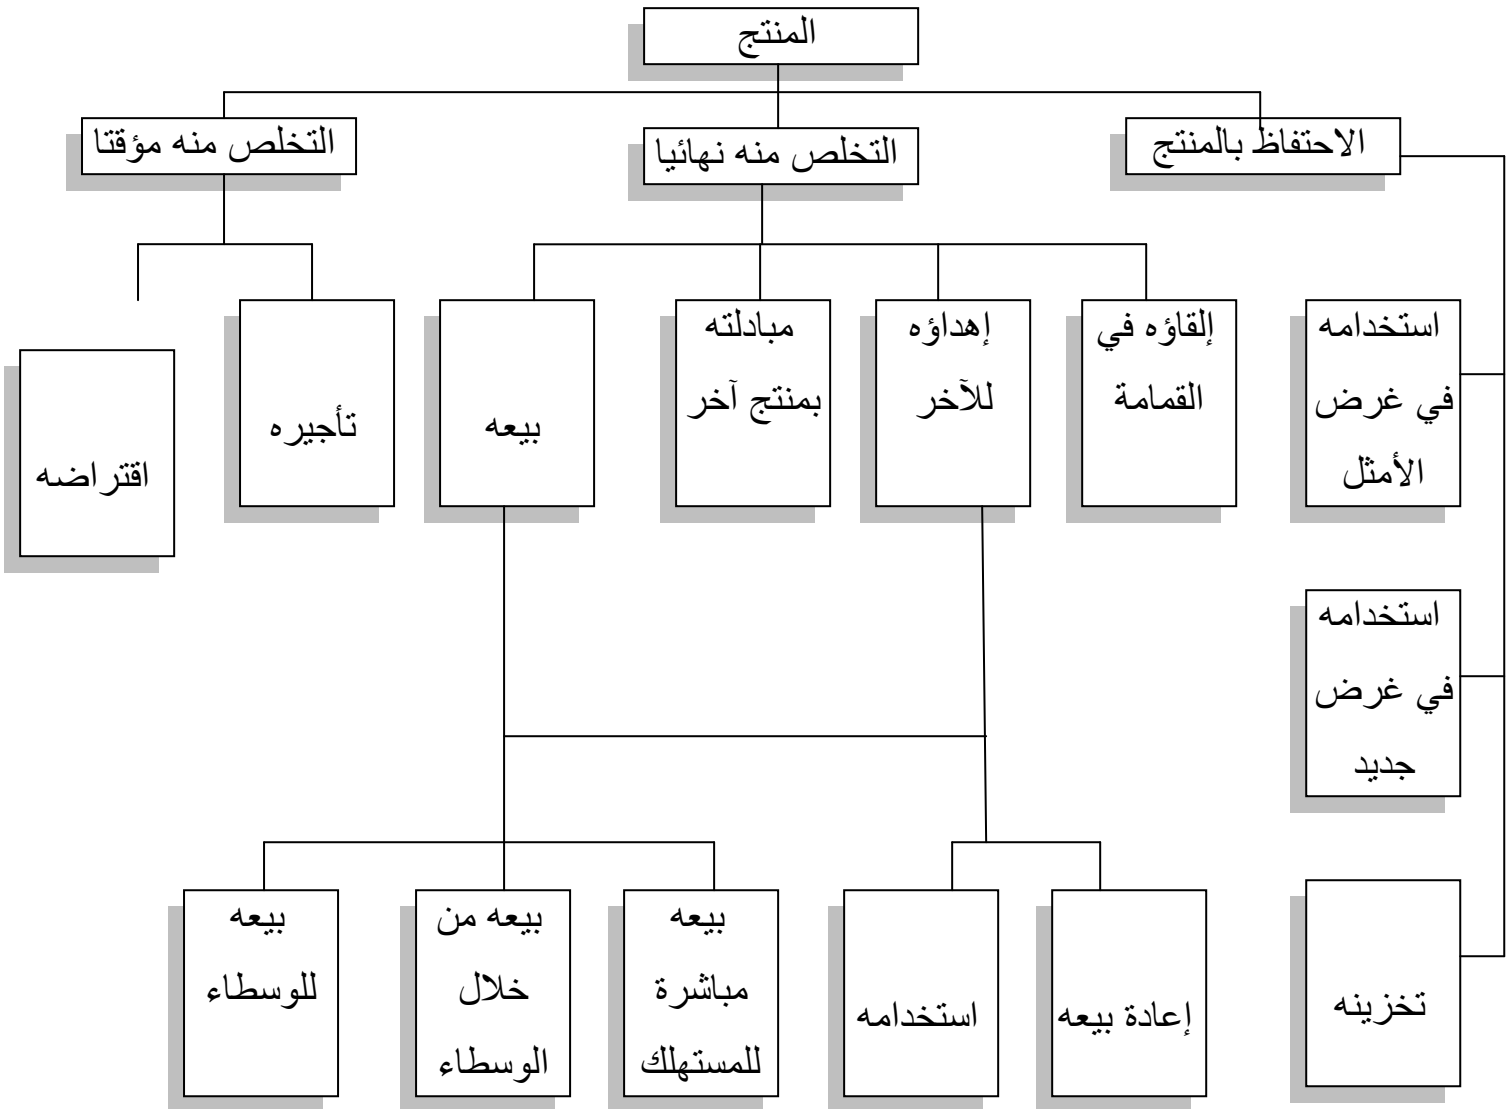 المنتج
الاحتفاظ بالمنتج
التخلص منه نهائيا
التخلص منه مؤقتا
استخدامه
في غرض
الأمثل
إلقاؤه في
القمامة
إهداؤه
للآخر
مبادلته
بمنتج آخر
بيعه
تأجيره
اقتراضه
استخدامه
في غرض
جديد
تخزينه
إعادة بيعه
استخدامه
بيعه
مباشرة
للمستهلك
بيعه من
خلال
الوسطاء
بيعه
للوسطاء